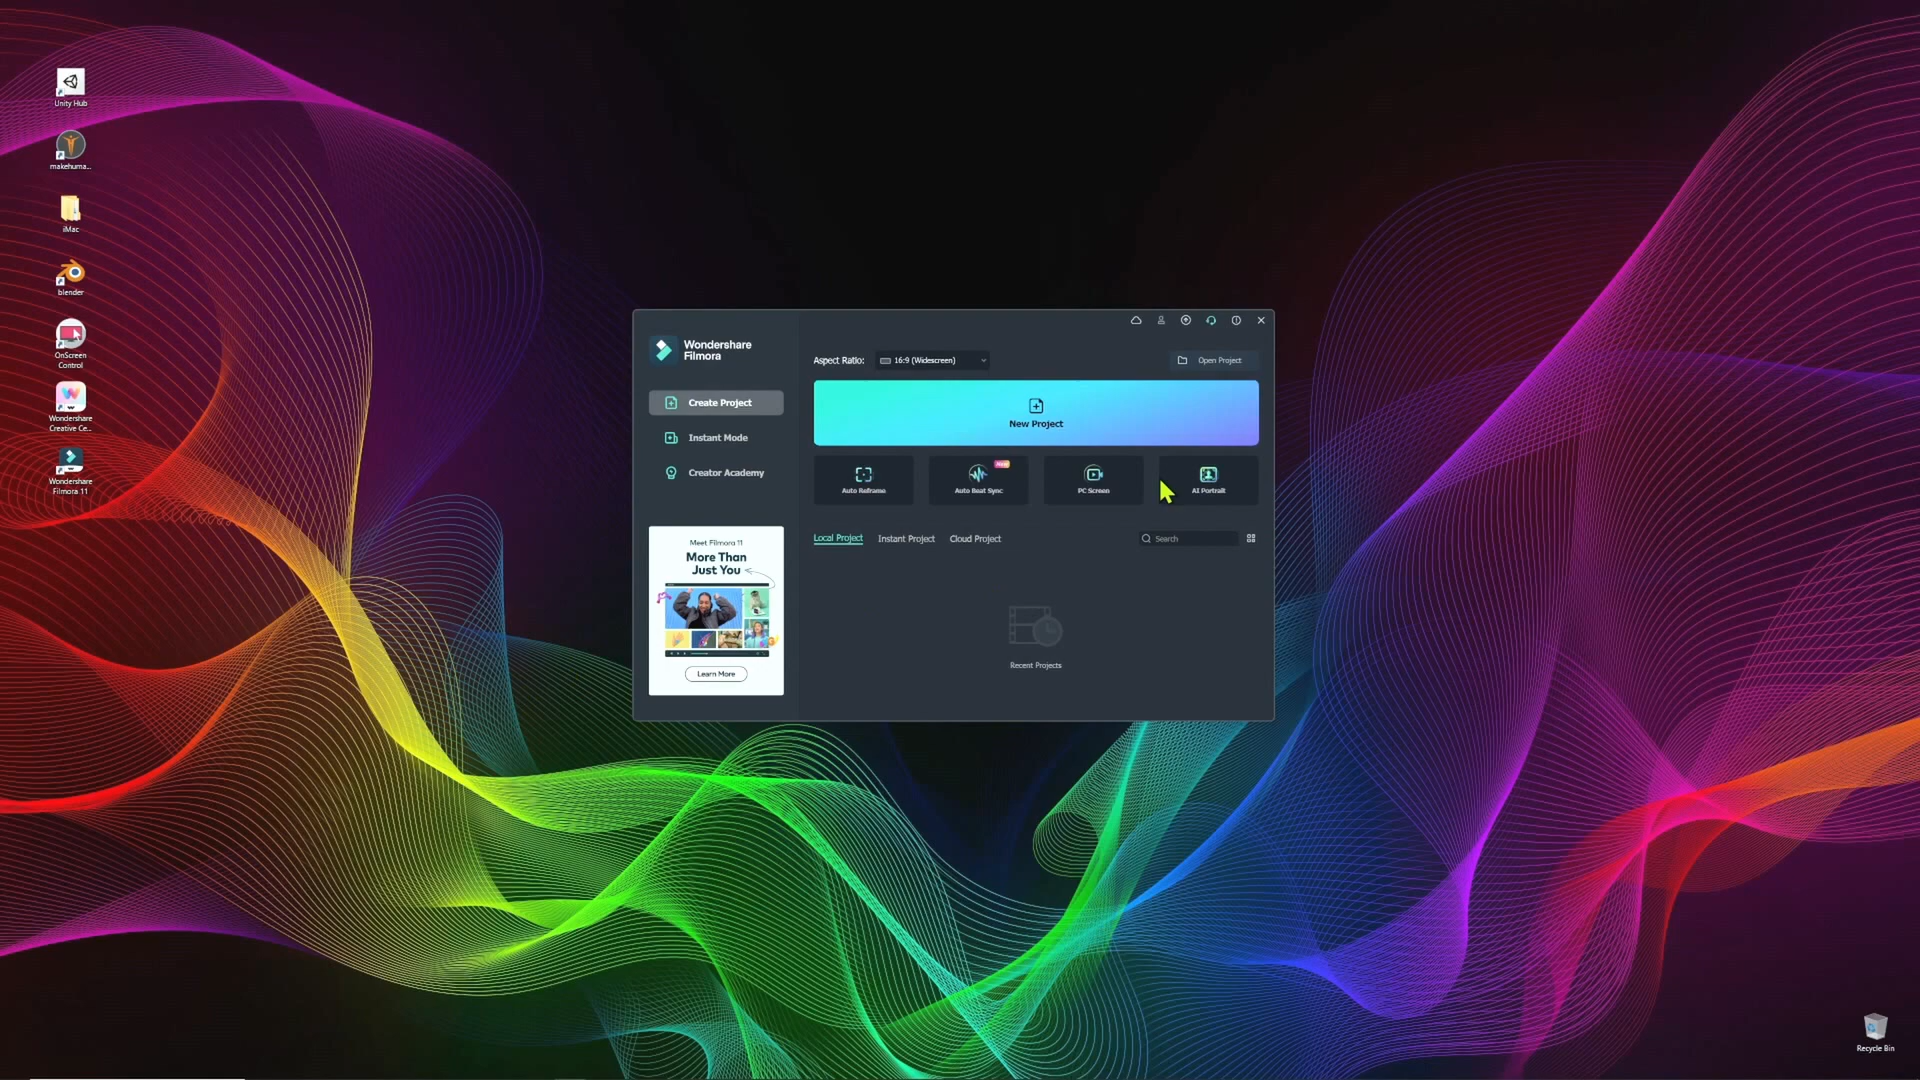 Unity Hub
makehuma...
iMac
blender
OnScreen
Control
Wondershare
Creative Ce...
Wondershare
Filmora 11
Wondershare
Filmora
Create Project
Instant Mode
Creator Academy
Meet Filmora 11
More Than
Just You
Learn More
Aspect Ratio:
16:9 (Widescreen)
Open Project
New Project
Auto Reframe
Auto Beat Sync
New
PC Screen
AI Portrait
Local Project
Instant Project
Cloud Project
Search
Recent Projects
Recycle Bin